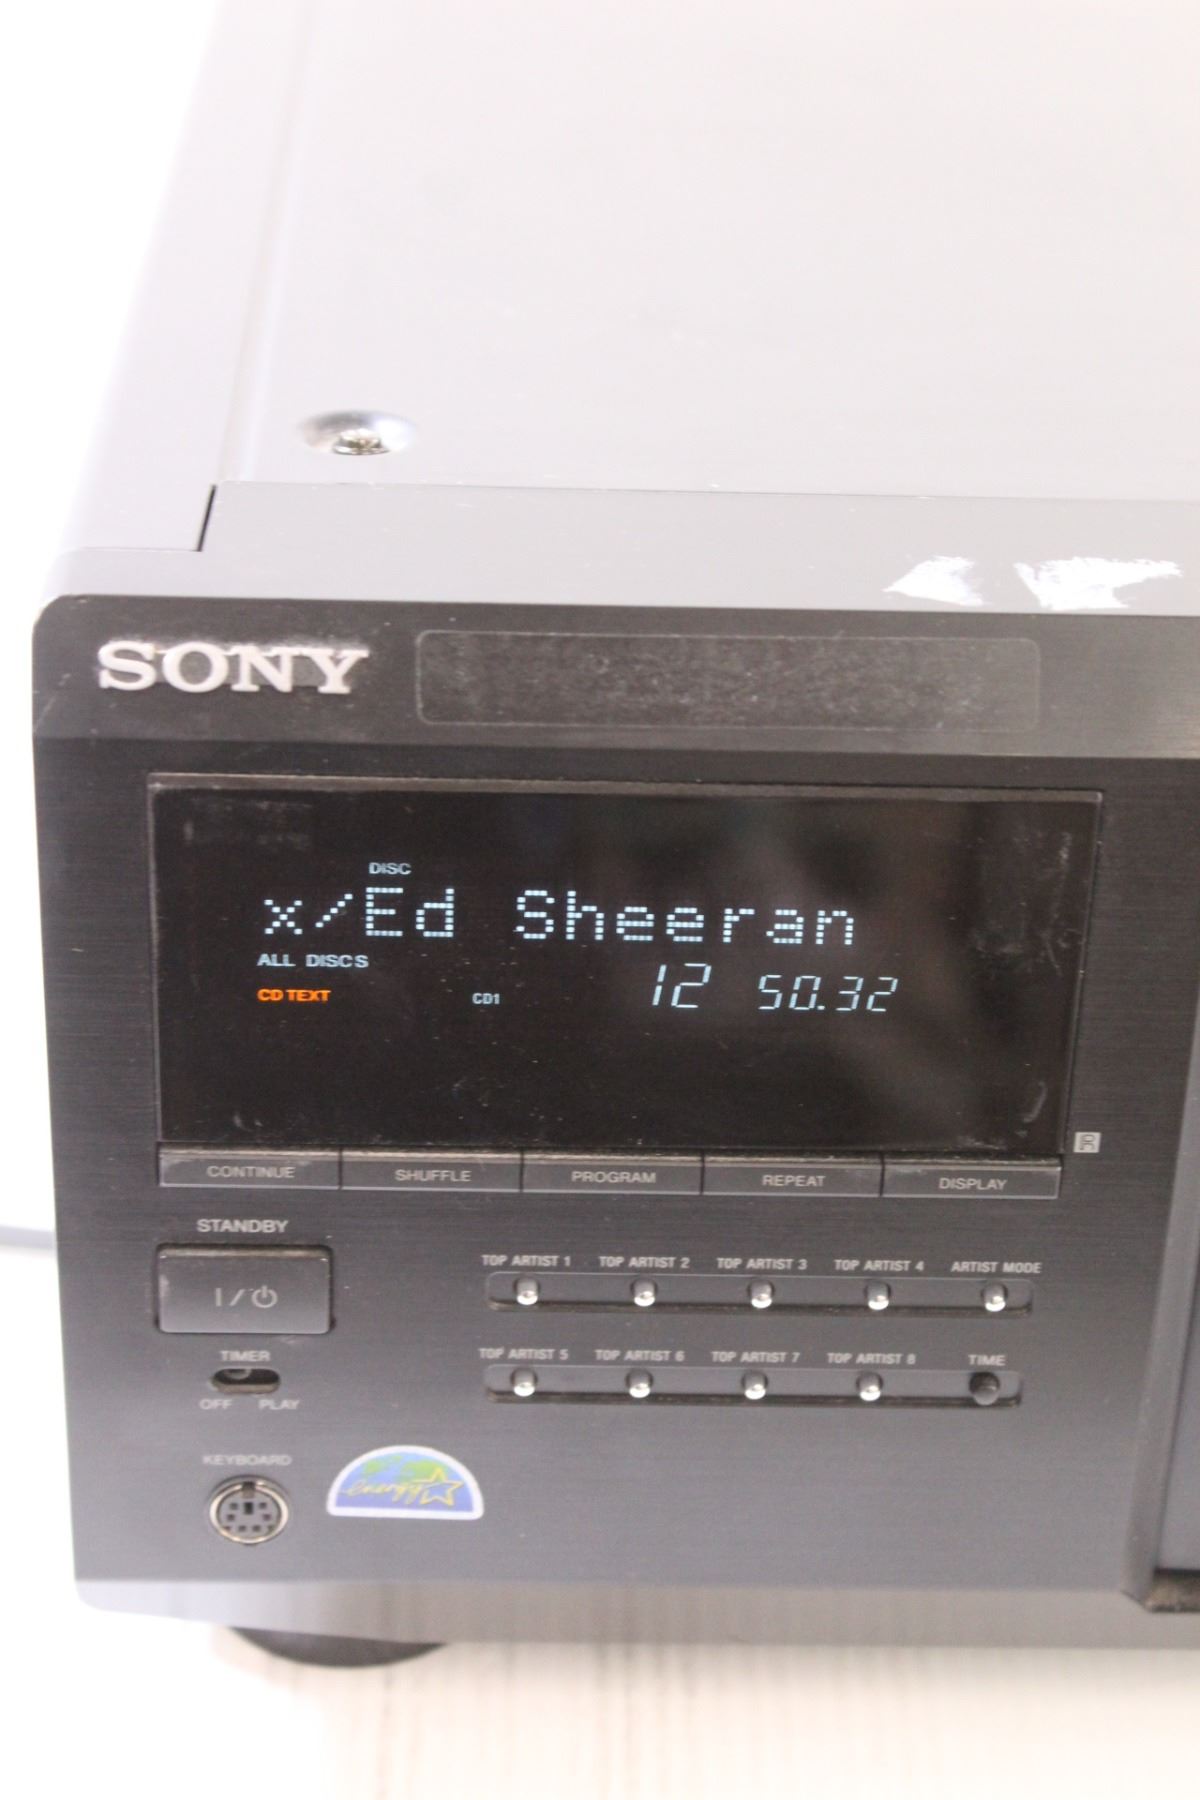 SONY
DISC
x/Ed Sheeran
ALL DISCS
12 50.32
CD TEXT
CD1
CONTINUE SHUFFLE PROGRAM REPEAT DISPLAY
STANDBY
I/⏻
TOP ARTIST 1 TOP ARTIST 2 TOP ARTIST 3 TOP ARTIST 4 ARTIST MODE
TIMER
TOP ARTIST 5 TOP ARTIST 6 TOP ARTIST 7 TOP ARTIST 8 TIME
OFF PLAY
KEYBOARD
energy